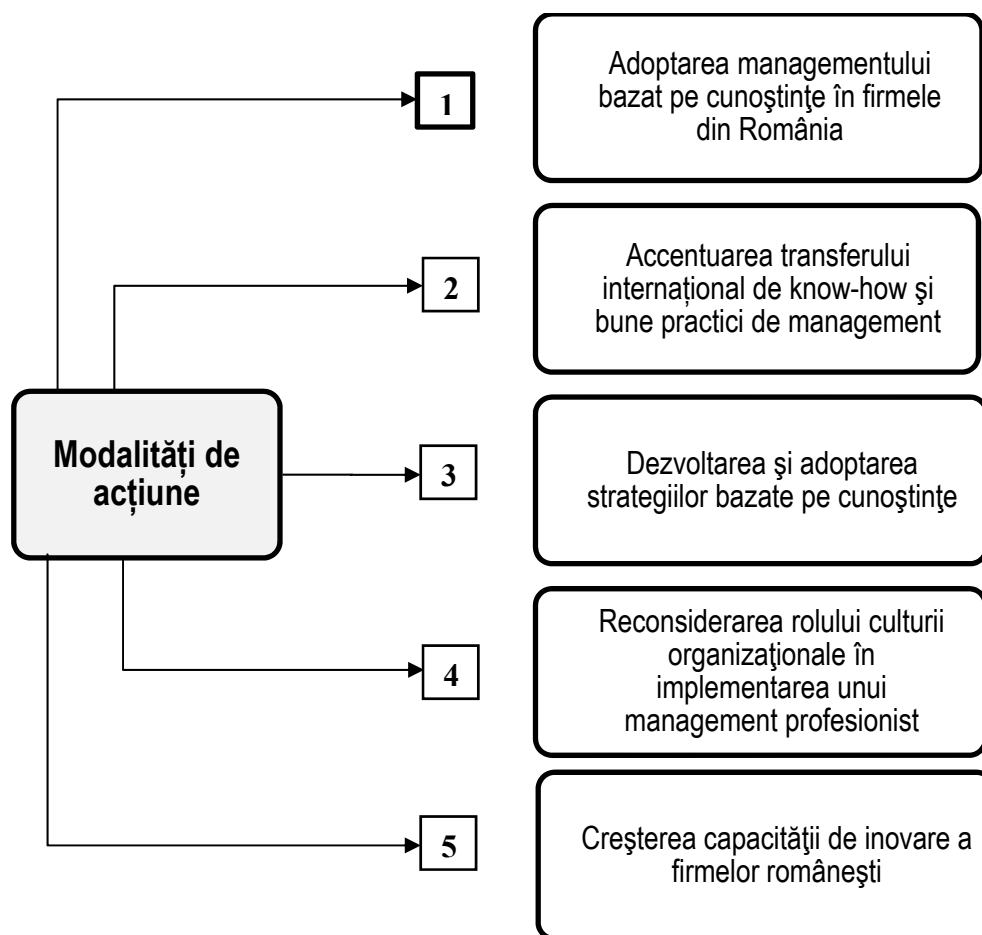 1
Adoptarea managementului
bazat pe cunoştinţe în firmele
din România
2
Accentuarea transferului
internațional de know-how şi
bune practici de management
Modalități de
acțiune
3
Dezvoltarea şi adoptarea
strategiilor bazate pe cunoştinţe
4
Reconsiderarea rolului culturii
organizaţionale în
implementarea unui
management profesionist
5
Creşterea capacităţii de inovare a
firmelor româneşti